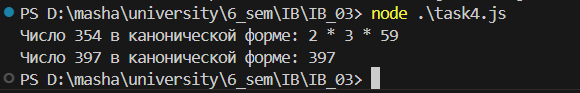 PS D:\masha\university\6_sem\IB\IB_03> node .\task4.js
Число 354 в канонической форме: 2 * 3 * 59
Число 397 в канонической форме: 397
PS D:\masha\university\6_sem\IB\IB_03>